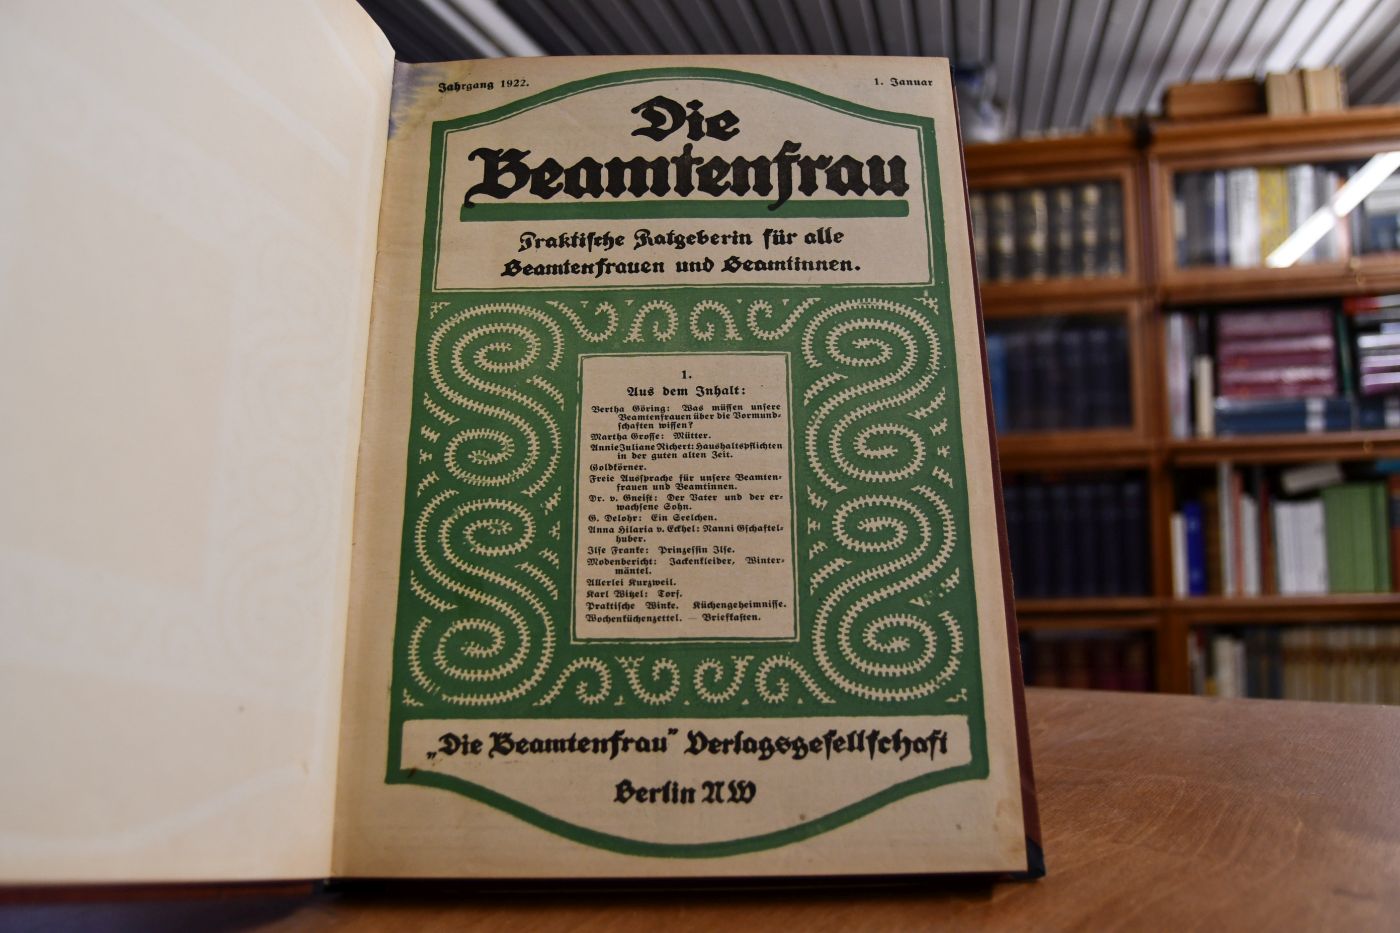 Jahrgang 1922.
1. Januar
Die
Beamtenfrau
Praktische Ratgeberin für alle
Beamtenfrauen und Beamtinnen.
1.
Aus dem Inhalt:
Bertha Göring: Was müssen unsere
Beamtenfrauen über die Vormund-
schaften wissen?
Martha Grosse: Mütter.
Annie Juliane Richert: Haushaltspflichten
in der guten alten Zeit.
Goldkörner.
Freie Aussprache für unsere Beamten-
frauen und Beamtinnen.
Dr. v. Gneist: Der Vater und der er-
wachsene Sohn.
G. Delohr: Ein Seelchen.
Anna Hilaria v. Eckhel: Nanni Gschaftel-
huber.
Ilse Franke: Prinzessin Ilse.
Modenbericht: Jackenkleider, Winter-
mäntel.
Allerlei Kurzweil.
Karl Witzel: Torf.
Praktische Winke. Küchengeheimnisse.
Wochenküchenzettel. — Briefkasten.
„Die Beamtenfrau" Verlagsgesellschaft
Berlin NW